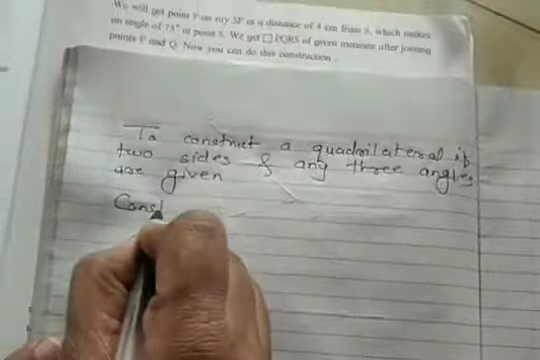 We will get point P on ray SP at a distance of 4 cm from S, which makes
an angle of 75° at point S. We get □ PQRS of given measure after joining
points P and Q. Now you can do this construction.
To construct a quadrilateral if
two sides & any three angles
are given
Const